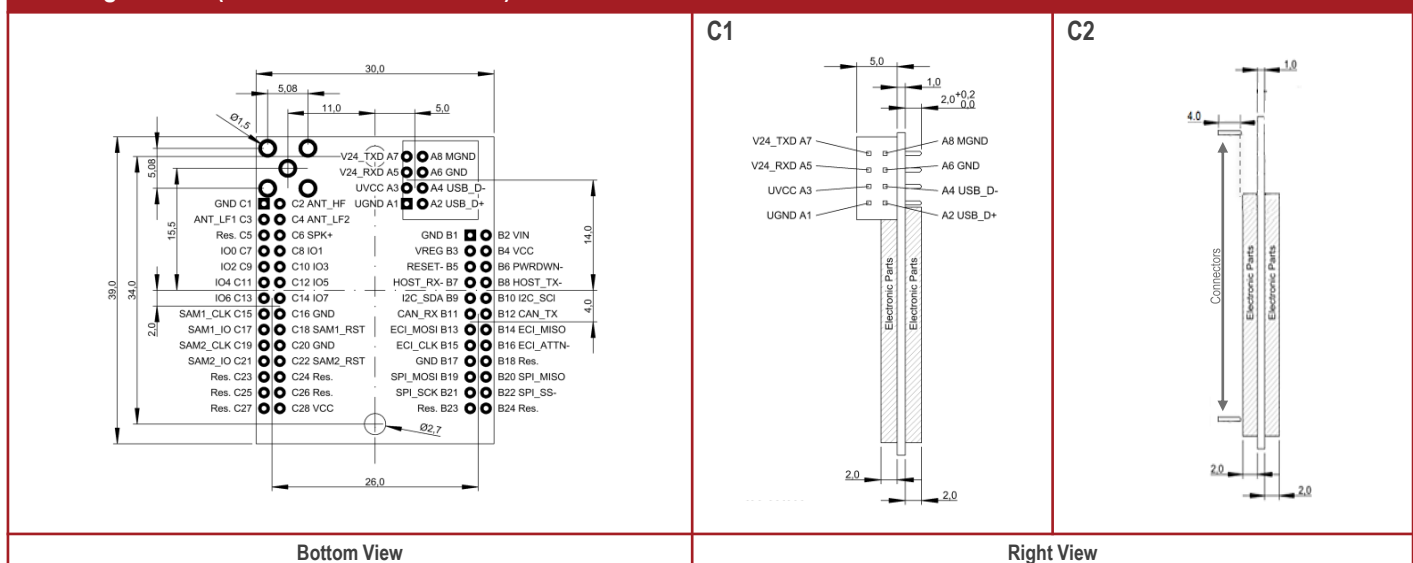 C1
C2
30,0
5,08
11,0
5,0
Ø1,5
5,08
15,5
39,0
34,0
2,0
14,0
4,0
Ø2,7
26,0
V24_TXD A7 A8 MGND
V24_RXD A5 A6 GND
UVCC A3 A4 USB_D-
UGND A1 A2 USB_D+
GND C1 C2 ANT_HF
ANT_LF1 C3 C4 ANT_LF2
Res. C5 C6 SPK+
IO0 C7 C8 IO1
IO2 C9 C10 IO3
IO4 C11 C12 IO5
IO6 C13 C14 IO7
SAM1_CLK C15 C16 GND
SAM1_IO C17 C18 SAM1_RST
SAM2_CLK C19 C20 GND
SAM2_IO C21 C22 SAM2_RST
Res. C23 C24 Res.
Res. C25 C26 Res.
Res. C27 C28 VCC
GND B1 B2 VIN
VREG B3 B4 VCC
RESET- B5 B6 PWRDWN-
HOST_RX- B7 B8 HOST_TX-
I2C_SDA B9 B10 I2C_SCI
CAN_RX B11 B12 CAN_TX
ECI_MOSI B13 B14 ECI_MISO
ECI_CLK B15 B16 ECI_ATTN-
GND B17 B18 Res.
SPI_MOSI B19 B20 SPI_MISO
SPI_SCK B21 B22 SPI_SS-
Res. B23 B24 Res.
5,0
1,0
2,0 +0,2 0,0
V24_TXD A7 A8 MGND
V24_RXD A5 A6 GND
UVCC A3 A4 USB_D-
UGND A1 A2 USB_D+
Electronic Parts
Electronic Parts
2,0
2,0
1,0
4,0
Connectors
Electronic Parts
Electronic Parts
2,0
2,0
Bottom View
Right View